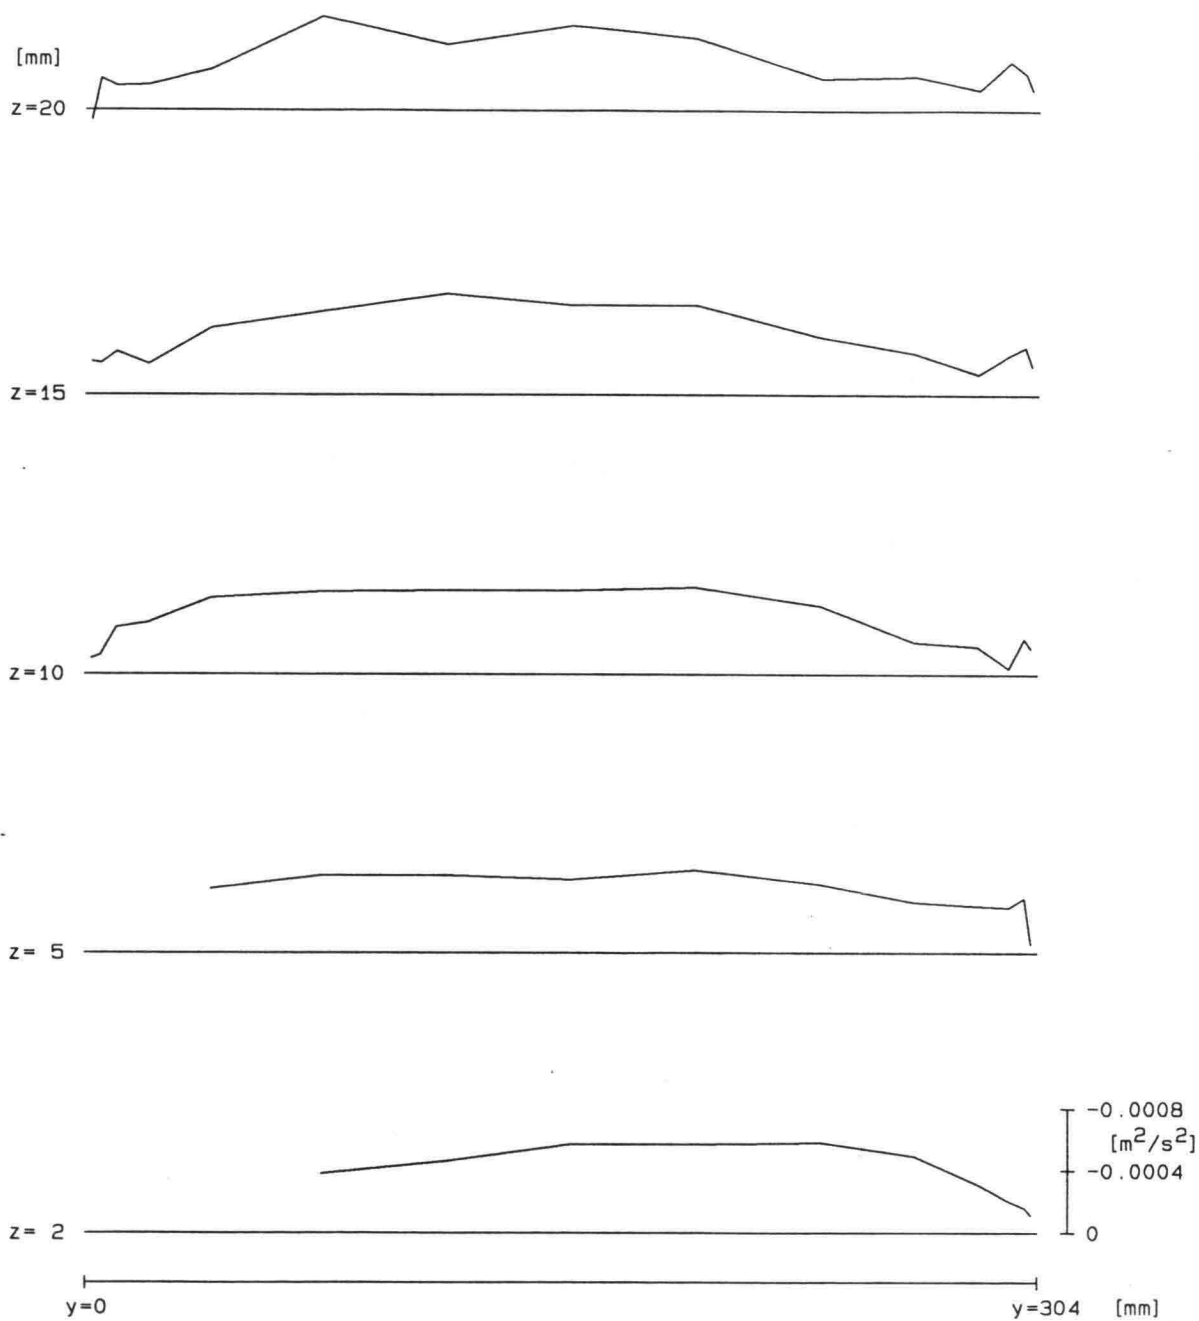 [mm]
z=20
z=15
z=10
z= 5
-0.0008
[m²/s²]
-0.0004
z= 2
0
y=0 y=304 [mm]